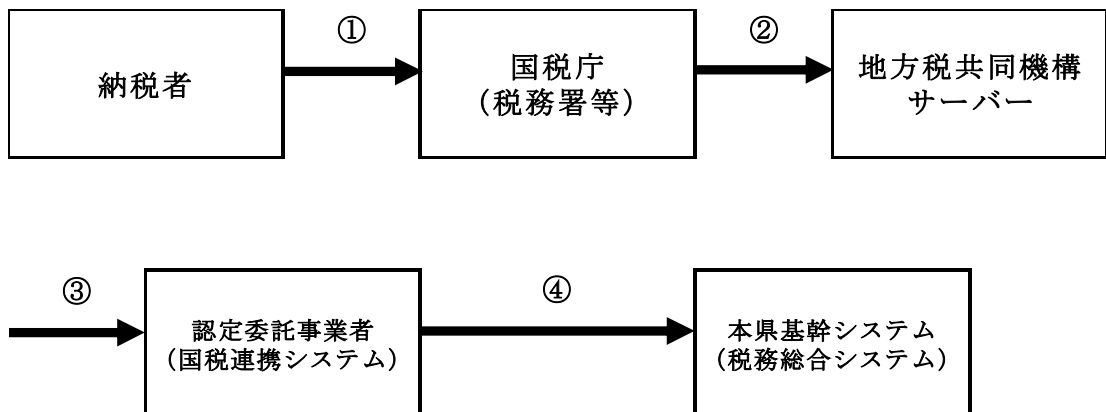 ①
②
納税者
国税庁
（税務署等）
地方税共同機構
サーバー
③
④
認定委託事業者
（国税連携システム）
本県基幹システム
（税務総合システム）